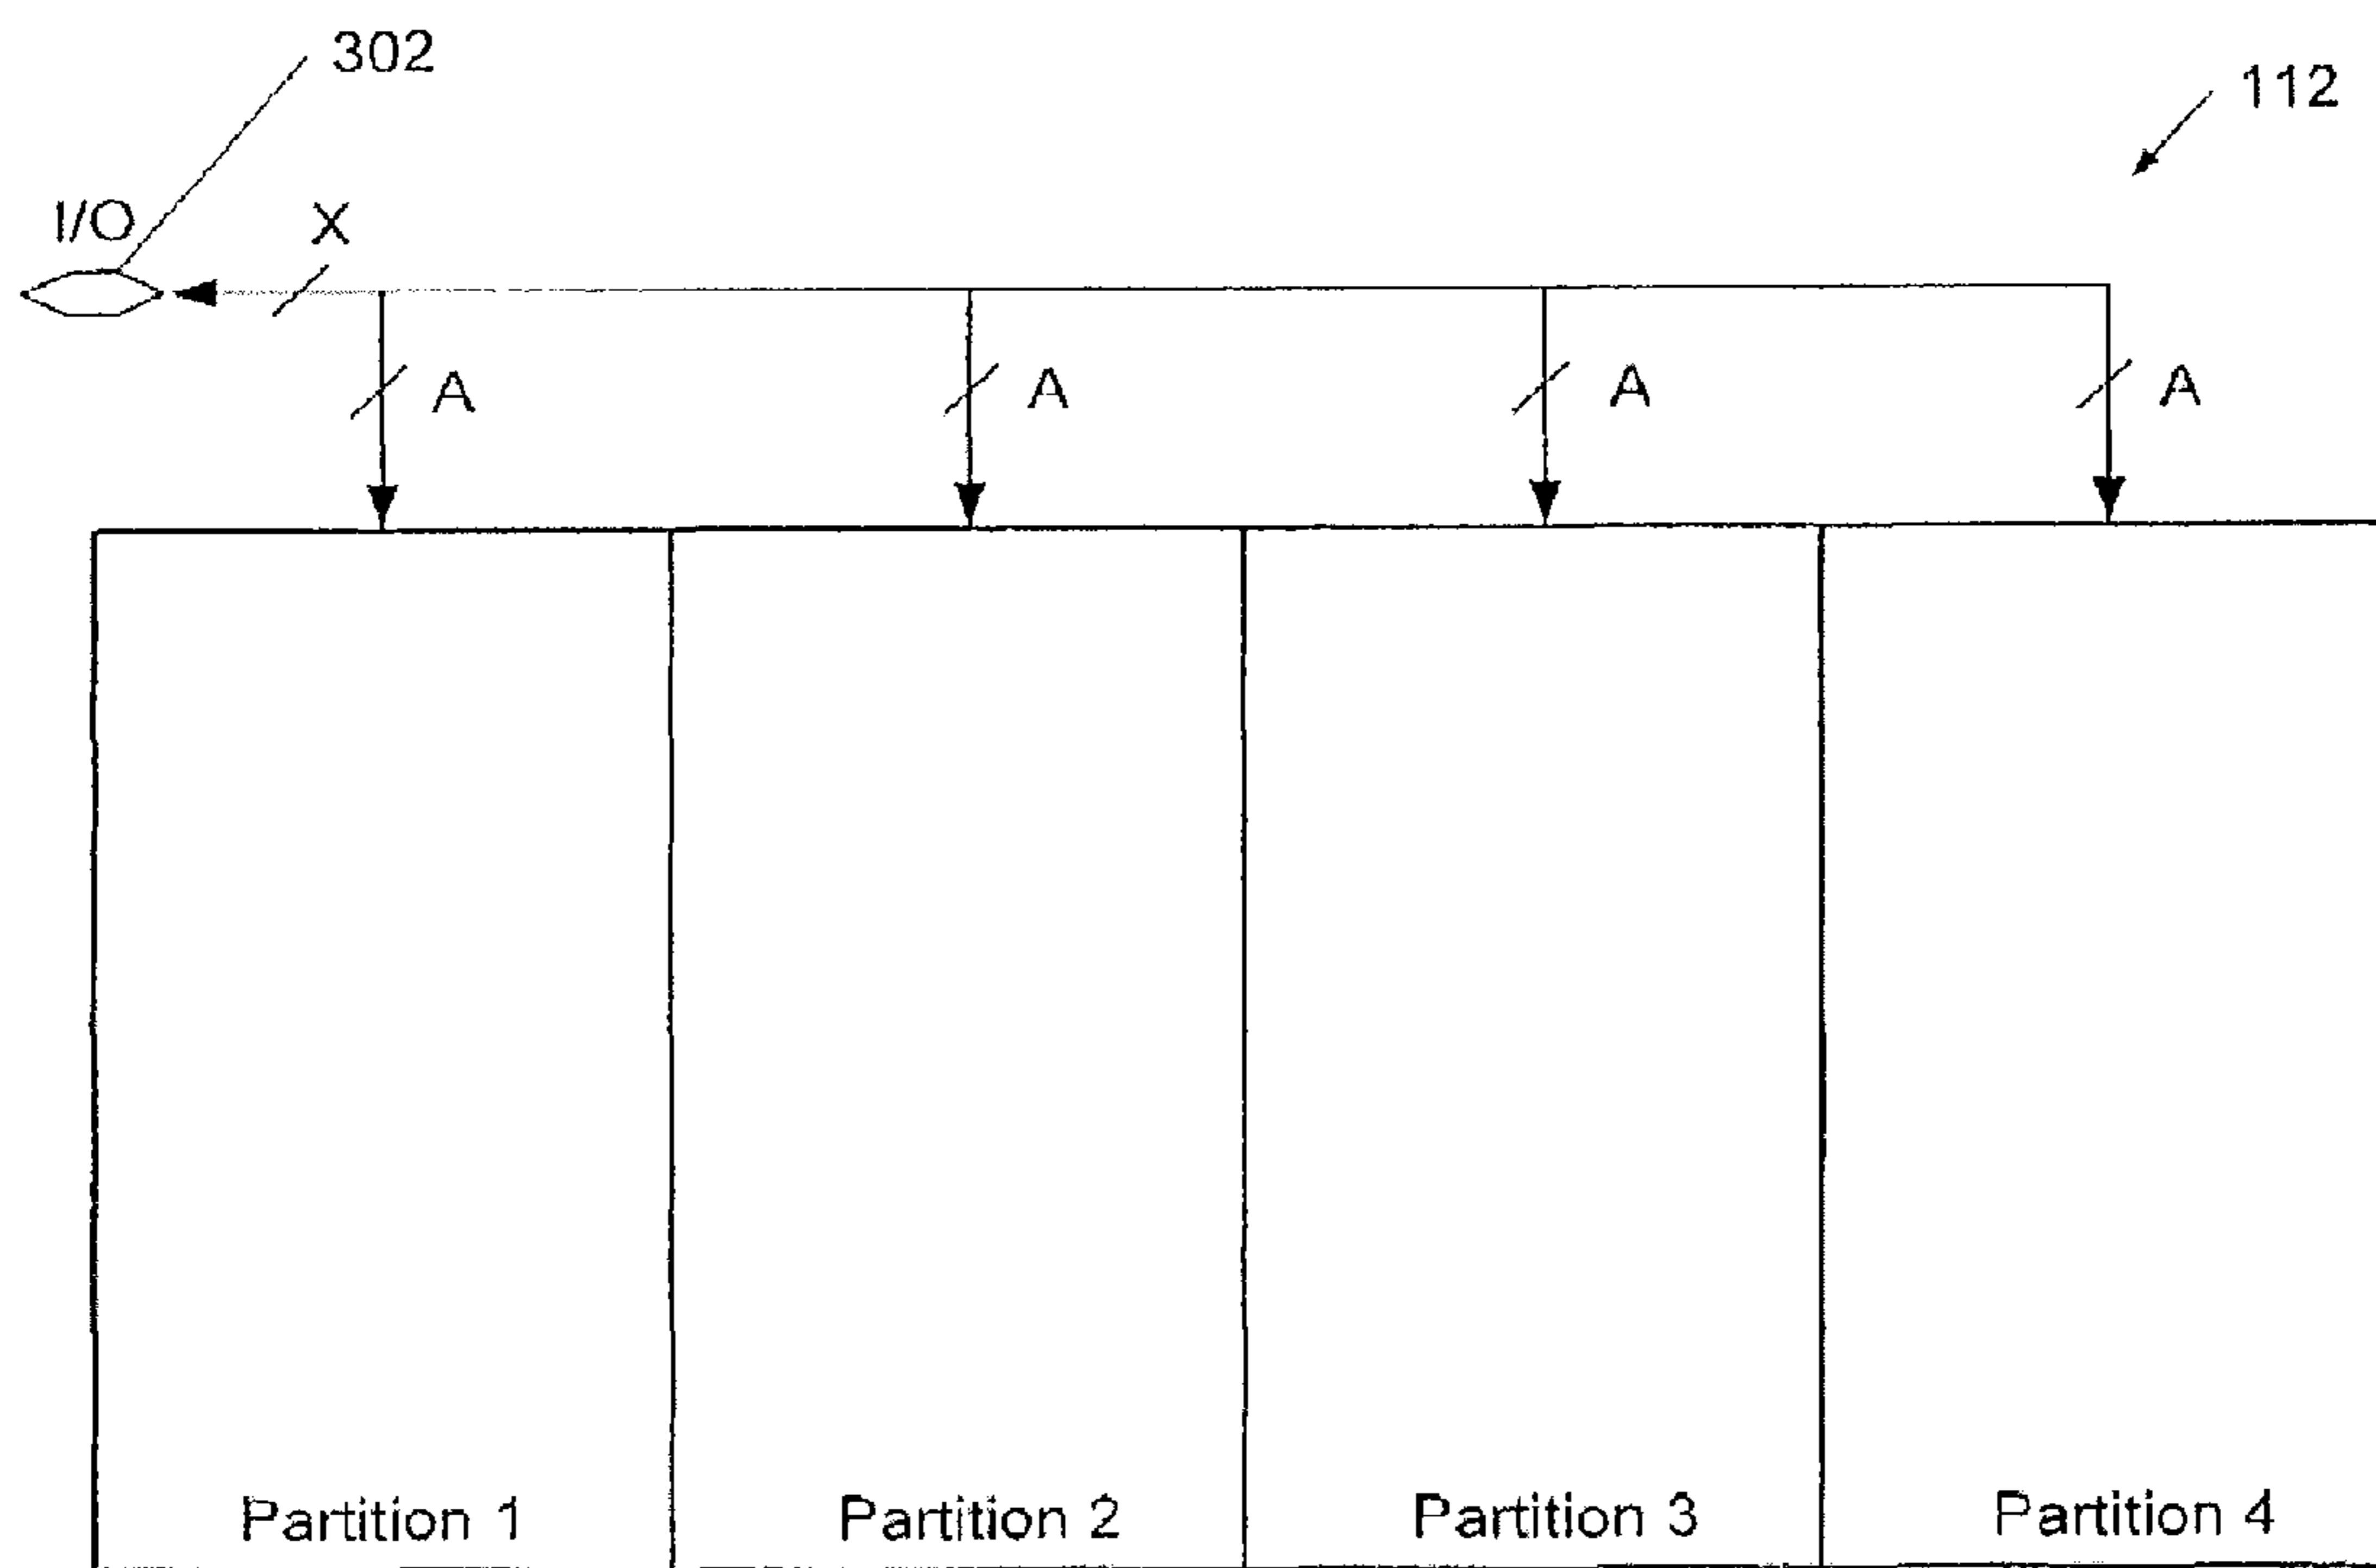 302
112
I/O
X
A
A
A
A
Partition 1
Partition 2
Partition 3
Partition 4